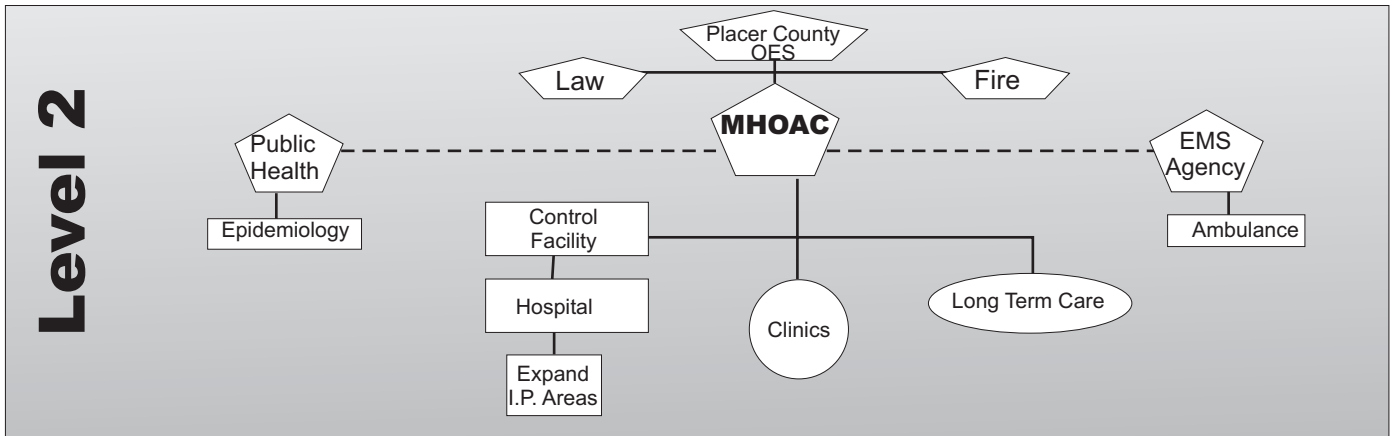 Level 2
Placer County
OES
Law
Fire
MHOAC
Public
Health
EMS
Agency
Epidemiology
Control
Facility
Ambulance
Hospital
Clinics
Long Term Care
Expand
I.P. Areas